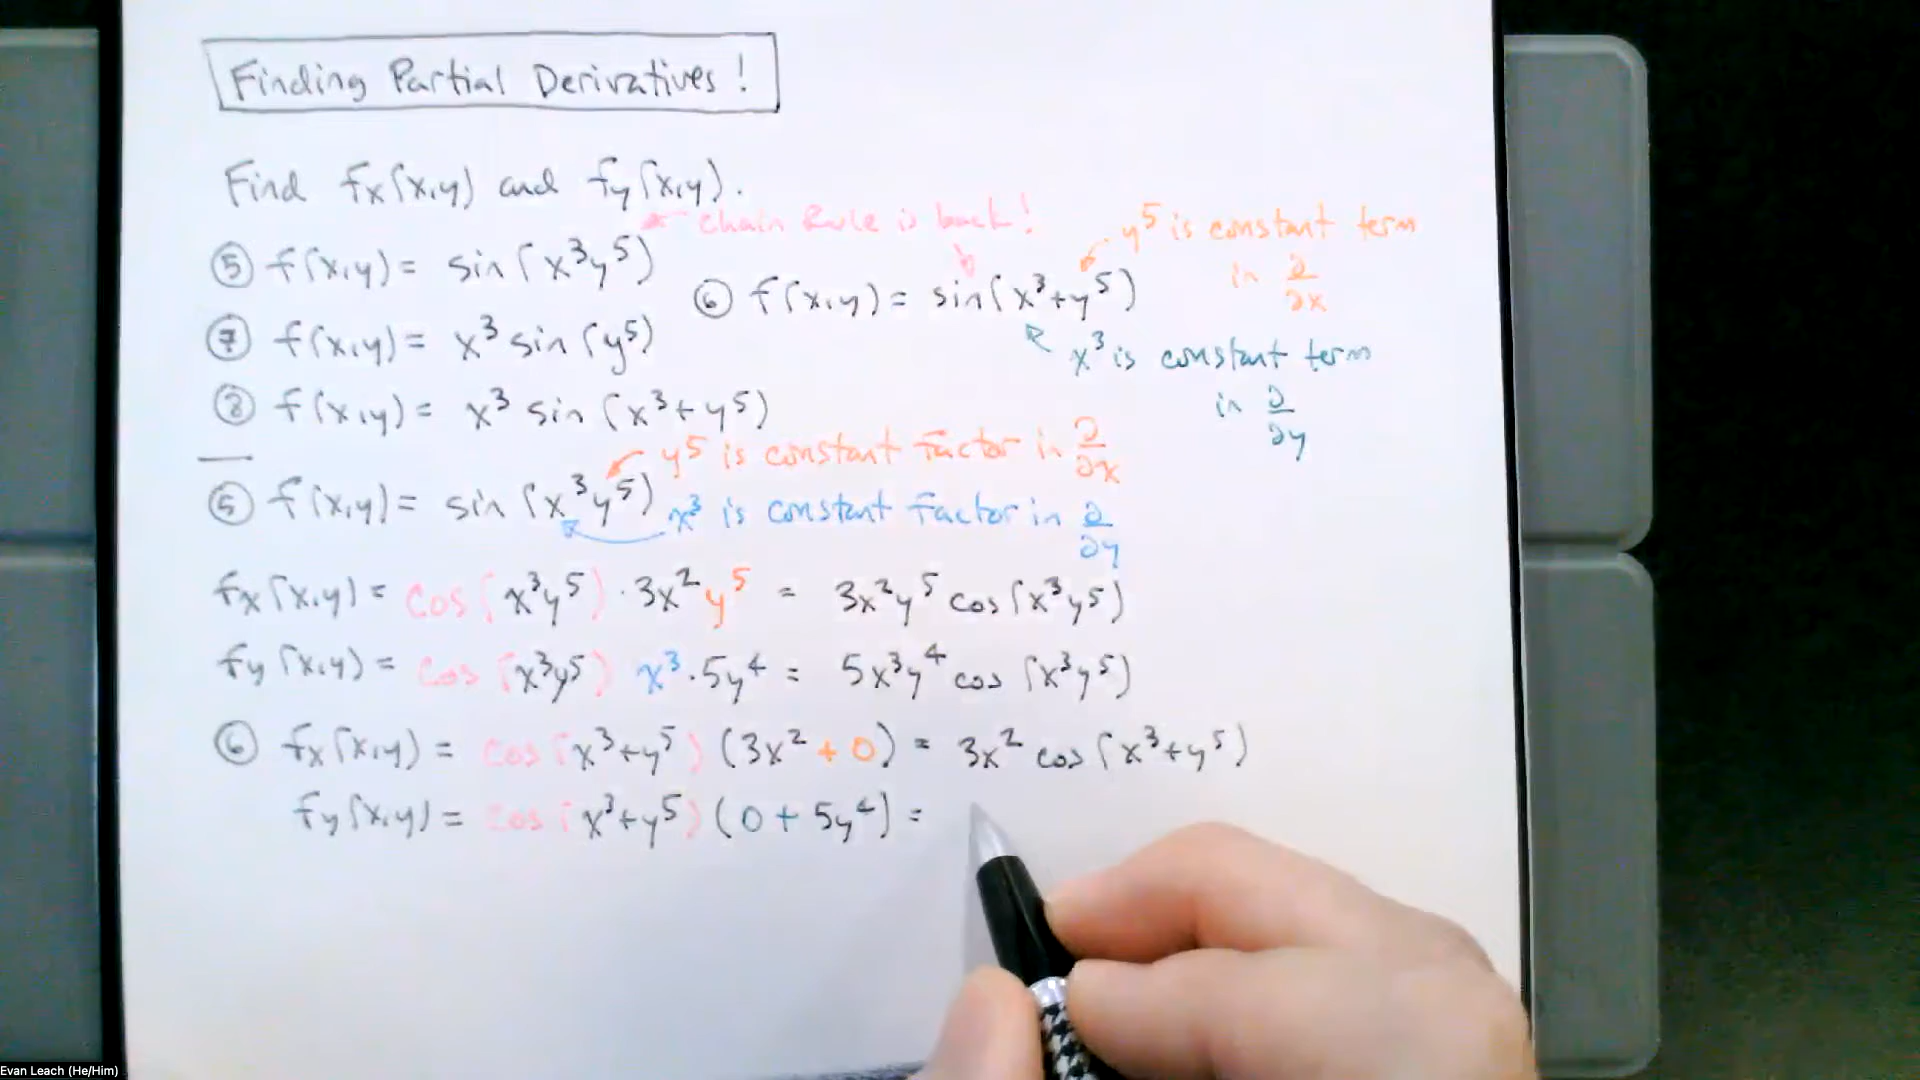 Finding Partial Derivatives!
Find fx(x,y) and fy(x,y).
Chain Rule is back!
⑤ f(x,y) = sin(x³y⁵)
⑥ f(x,y) = sin(x³+y⁵)
y⁵ is constant term
in ∂/∂x
x³ is constant term
in ∂/∂y
⑦ f(x,y) = x³ sin(y⁵)
⑧ f(x,y) = x³ sin(x³+y⁵)
⑤ f(x,y) = sin(x³y⁵)
y⁵ is constant factor in ∂/∂x
x³ is constant factor in ∂/∂y
fx(x,y) = cos(x³y⁵)·3x²y⁵ = 3x²y⁵ cos(x³y⁵)
fy(x,y) = cos(x³y⁵) x³·5y⁴ = 5x³y⁴ cos(x³y⁵)
⑥ fx(x,y) = cos(x³+y⁵)(3x²+0) = 3x² cos(x³+y⁵)
fy(x,y) = cos(x³+y⁵)(0+5y⁴) =
Evan Leach (He/Him)